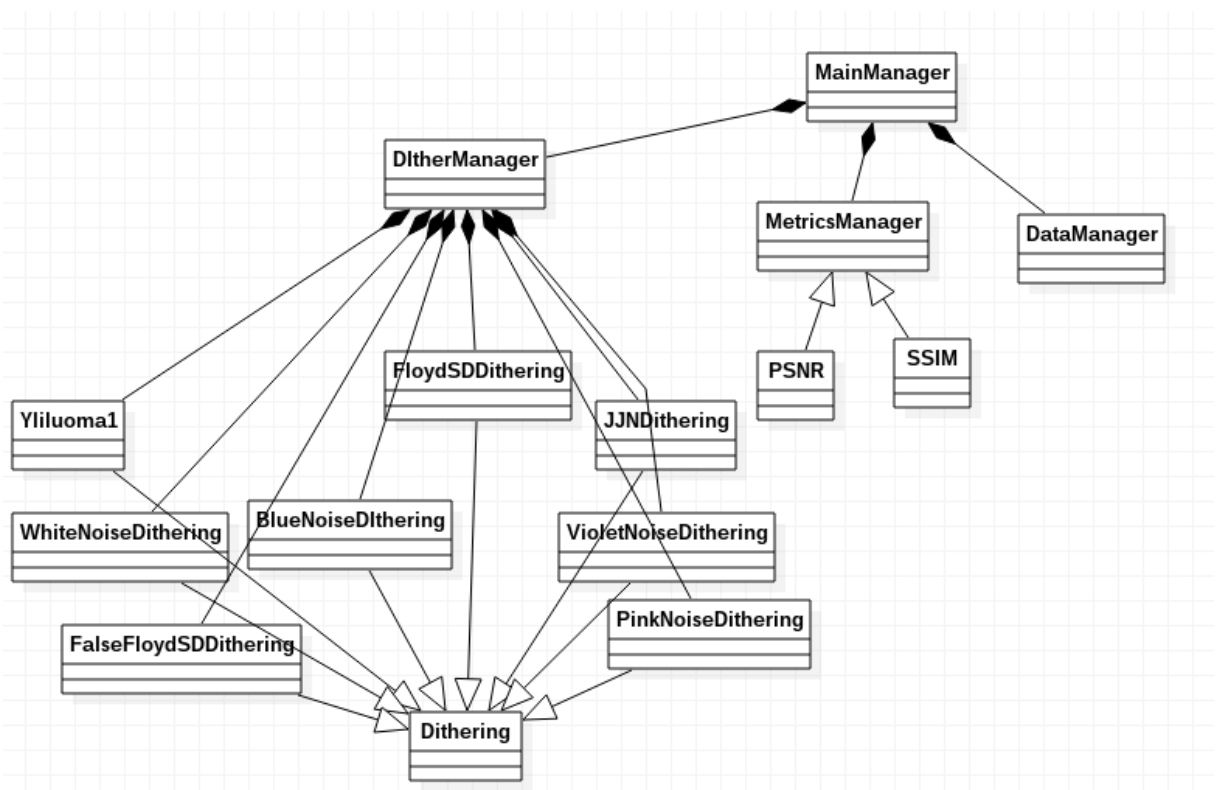 MainManager
DItherManager
MetricsManager
DataManager
FloydSDDithering
PSNR
SSIM
Yliluoma1
JJNDithering
WhiteNoiseDithering
BlueNoiseDIthering
VioletNoiseDithering
FalseFloydSDDithering
PinkNoiseDithering
Dithering